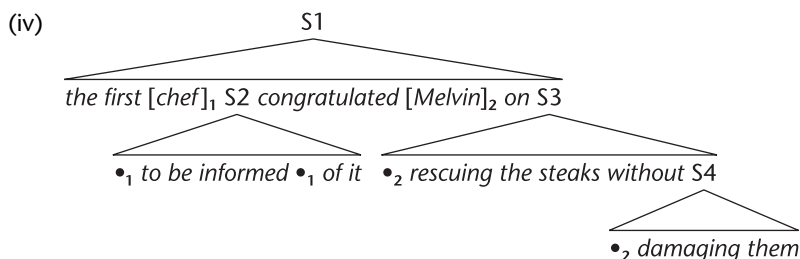 (iv) S1
the first [chef]₁ S2 congratulated [Melvin]₂ on S3
•₁ to be informed •₁ of it •₂ rescuing the steaks without S4
•₂ damaging them